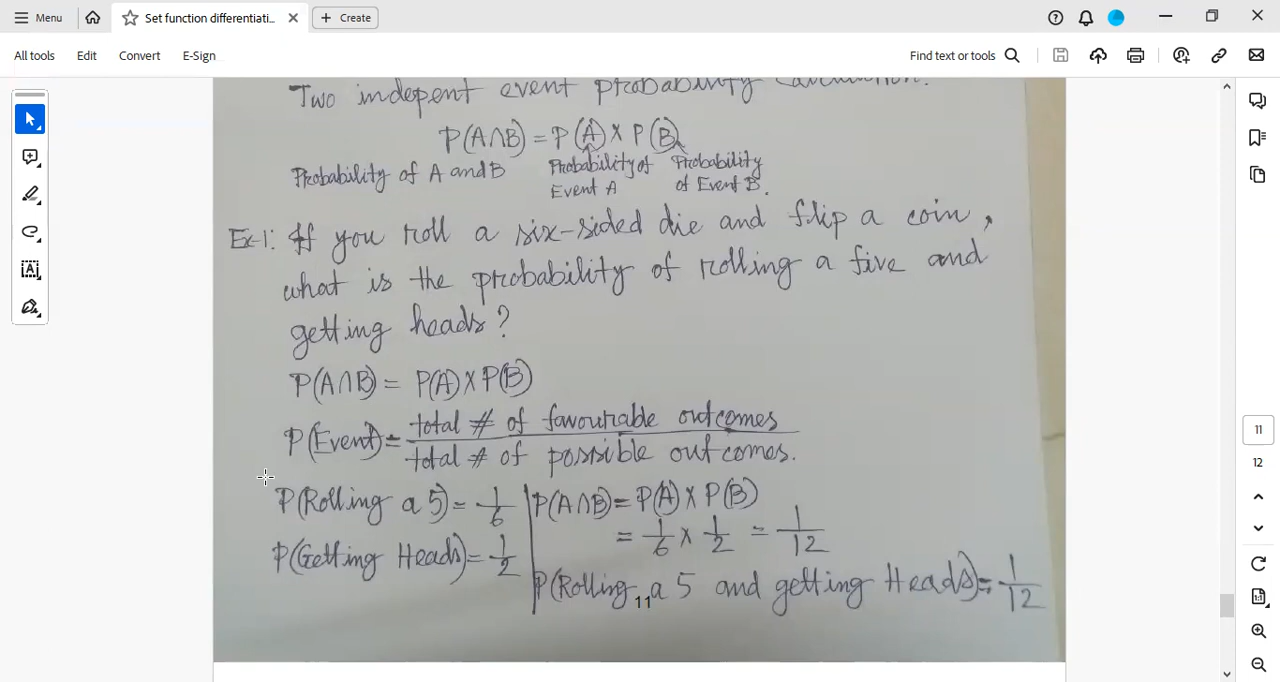 Menu
Set function differentiati...
Create
All tools
Edit
Convert
E-Sign
Find text or tools
Two indepent event probability calculation.
P(A∩B) = P(A) × P(B)
Probability of A and B
Probability of Event A
Probability of Event B.
Ex-1: If you roll a six-sided die and flip a coin,
what is the probability of rolling a five and
getting heads?
P(A∩B) = P(A) × P(B)
P(Event) = total # of favourable outcomes
total # of possible outcomes.
P(Rolling a 5) = 1/6
P(Getting Heads) = 1/2
P(A∩B) = P(A) × P(B)
= 1/6 × 1/2 = 1/12
P(Rolling a 5 and getting Heads) = 1/12
11
11
12